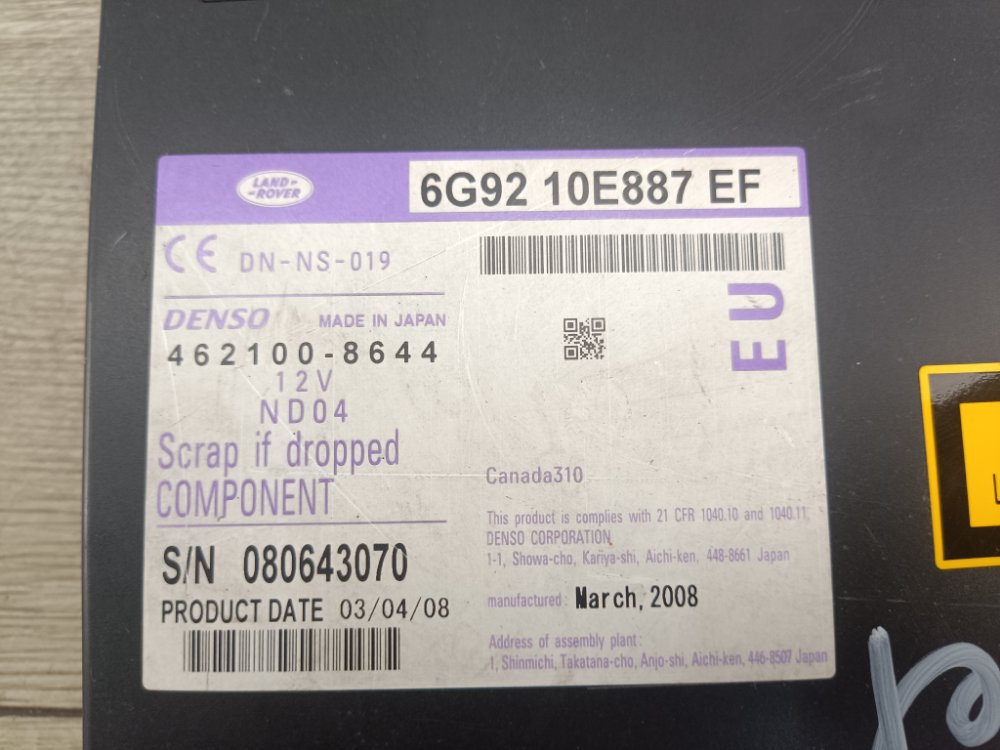 LAND-
-ROVER
6G92 10E887 EF
CE DN-NS-019
DENSO MADE IN JAPAN
462100-8644
12V
ND04
Scrap if dropped
COMPONENT
S/N 080643070
PRODUCT DATE 03/04/08
EU
Canada310
This product is complies with 21 CFR 1040.10 and 1040.11
DENSO CORPORATION
1-1, Showa-cho, Kariya-shi, Aichi-ken, 448-8661 Japan
manufactured: March, 2008
Address of assembly plant:
1, Shinmichi, Takatana-cho, Anjo-shi, Aichi-ken, 446-8507 Japan